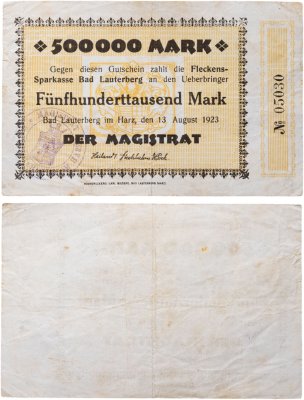 500000 MARK
Gegen diesen Gutschein zahlt die Fleckens-
Sparkasse Bad Lauterberg an den Ueberbringer
Fünfhunderttausend Mark
Bad Lauterberg im Harz, den 13 August 1923
DER MAGISTRAT
№ 05030